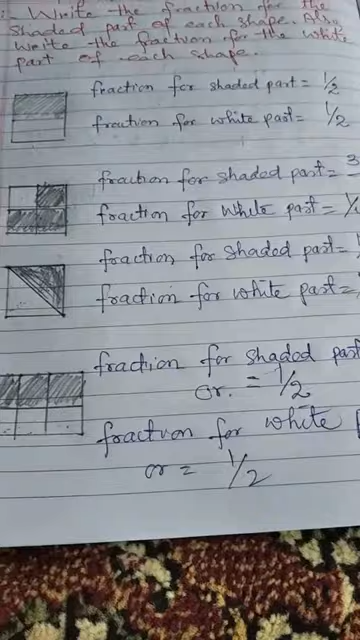 :- Write the fraction for the
shaded part of each shape. Also
write the fraction for the white
part of each shape.
fraction for shaded part = 1/2
fraction for white part = 1/2
fraction for shaded part = 3
fraction for white part = 1/
fraction for shaded part =
fraction for white part =
fraction for shaded part
or. = 1/2
fraction for white
or = 1/2